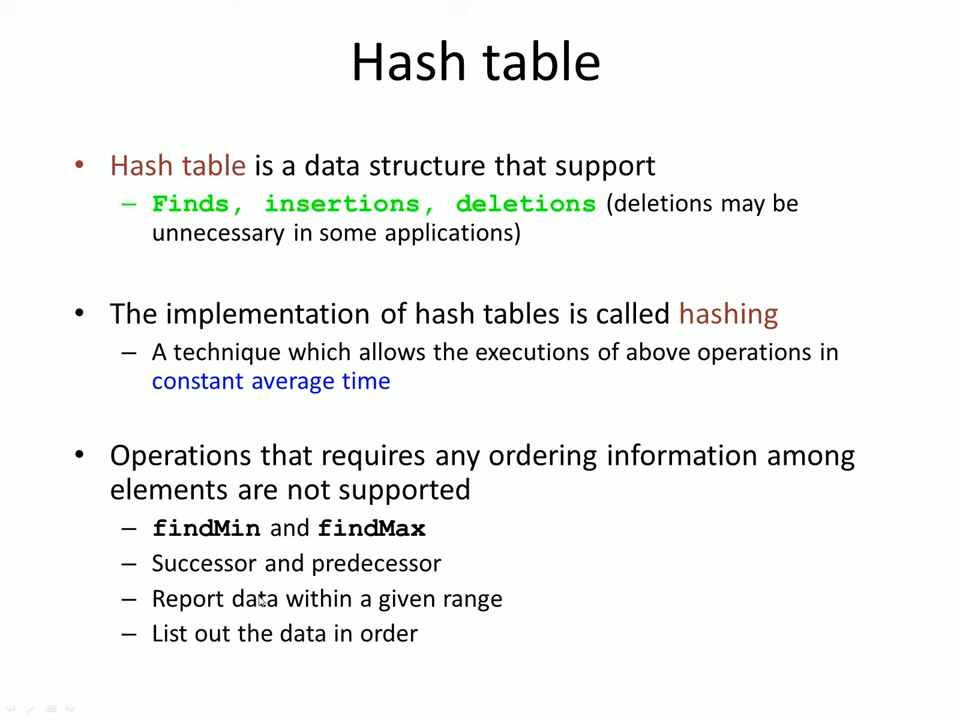 Hash table
• Hash table is a data structure that support
– Finds, insertions, deletions (deletions may be
unnecessary in some applications)
• The implementation of hash tables is called hashing
– A technique which allows the executions of above operations in
constant average time
• Operations that requires any ordering information among
elements are not supported
– findMin and findMax
– Successor and predecessor
– Report data within a given range
– List out the data in order